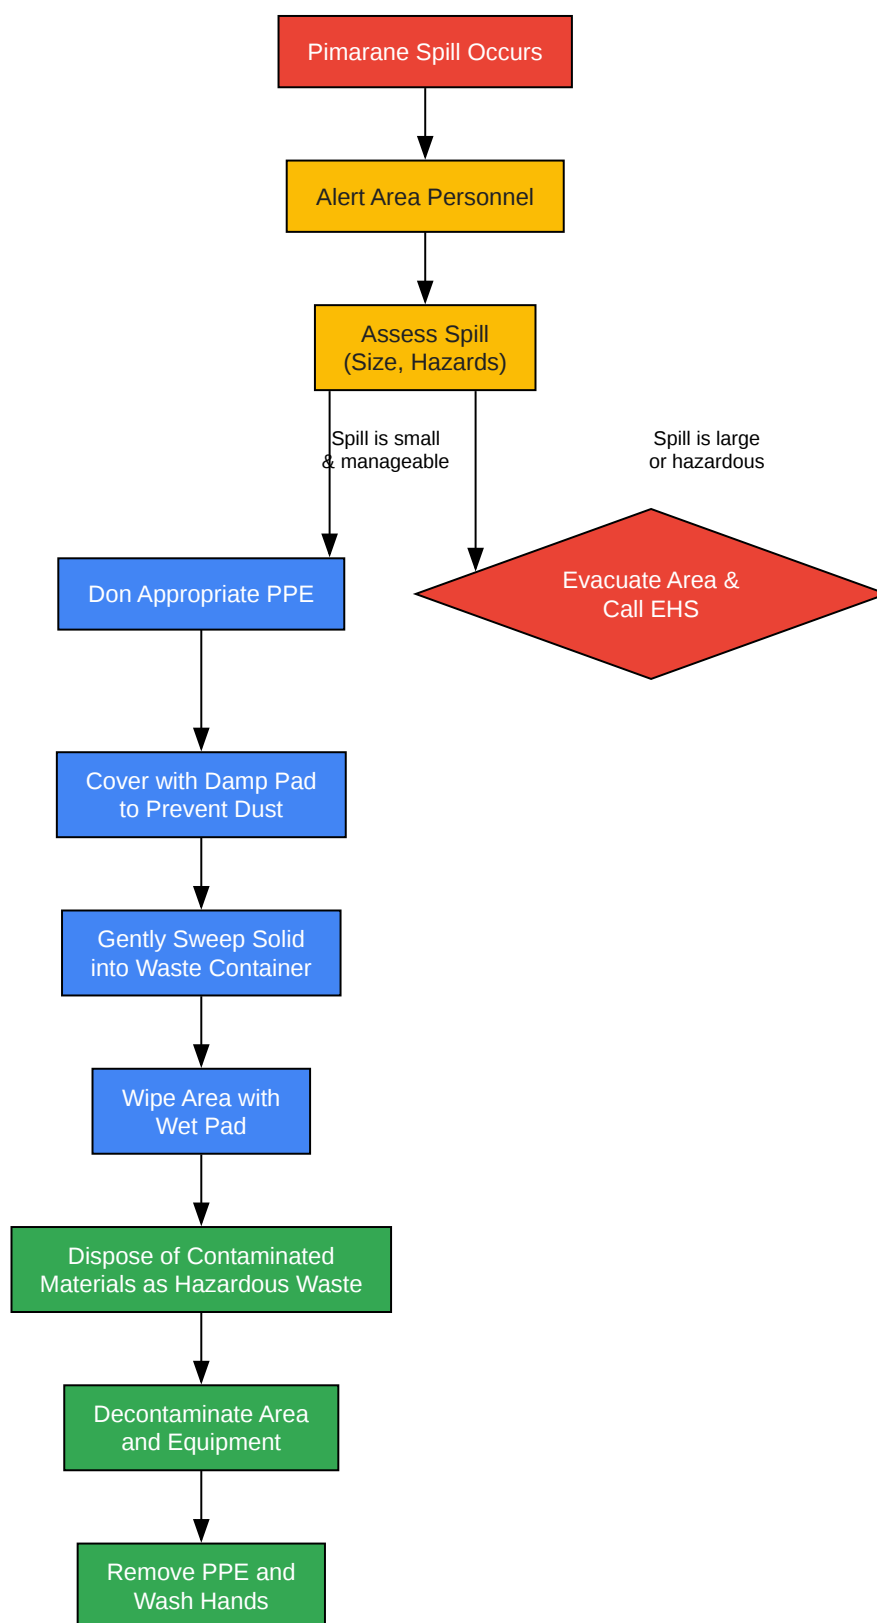 Pimarane Spill Occurs
Alert Area Personnel
Assess Spill
(Size, Hazards)
Spill is small
& manageable
Spill is large
or hazardous
Don Appropriate PPE
Evacuate Area &
Call EHS
Cover with Damp Pad
to Prevent Dust
Gently Sweep Solid
into Waste Container
Wipe Area with
Wet Pad
Dispose of Contaminated
Materials as Hazardous Waste
Decontaminate Area
and Equipment
Remove PPE and
Wash Hands